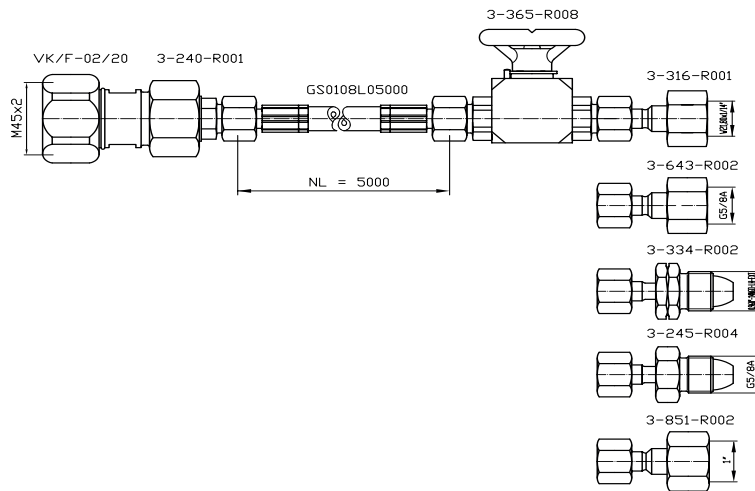 3-365-R008
VK/F-02/20
3-240-R001
GS0108L05000
3-316-R001
M45x2
NL = 5000
3-643-R002
G5/8A
3-334-R002
3-245-R004
G5/8A
3-851-R002
1"